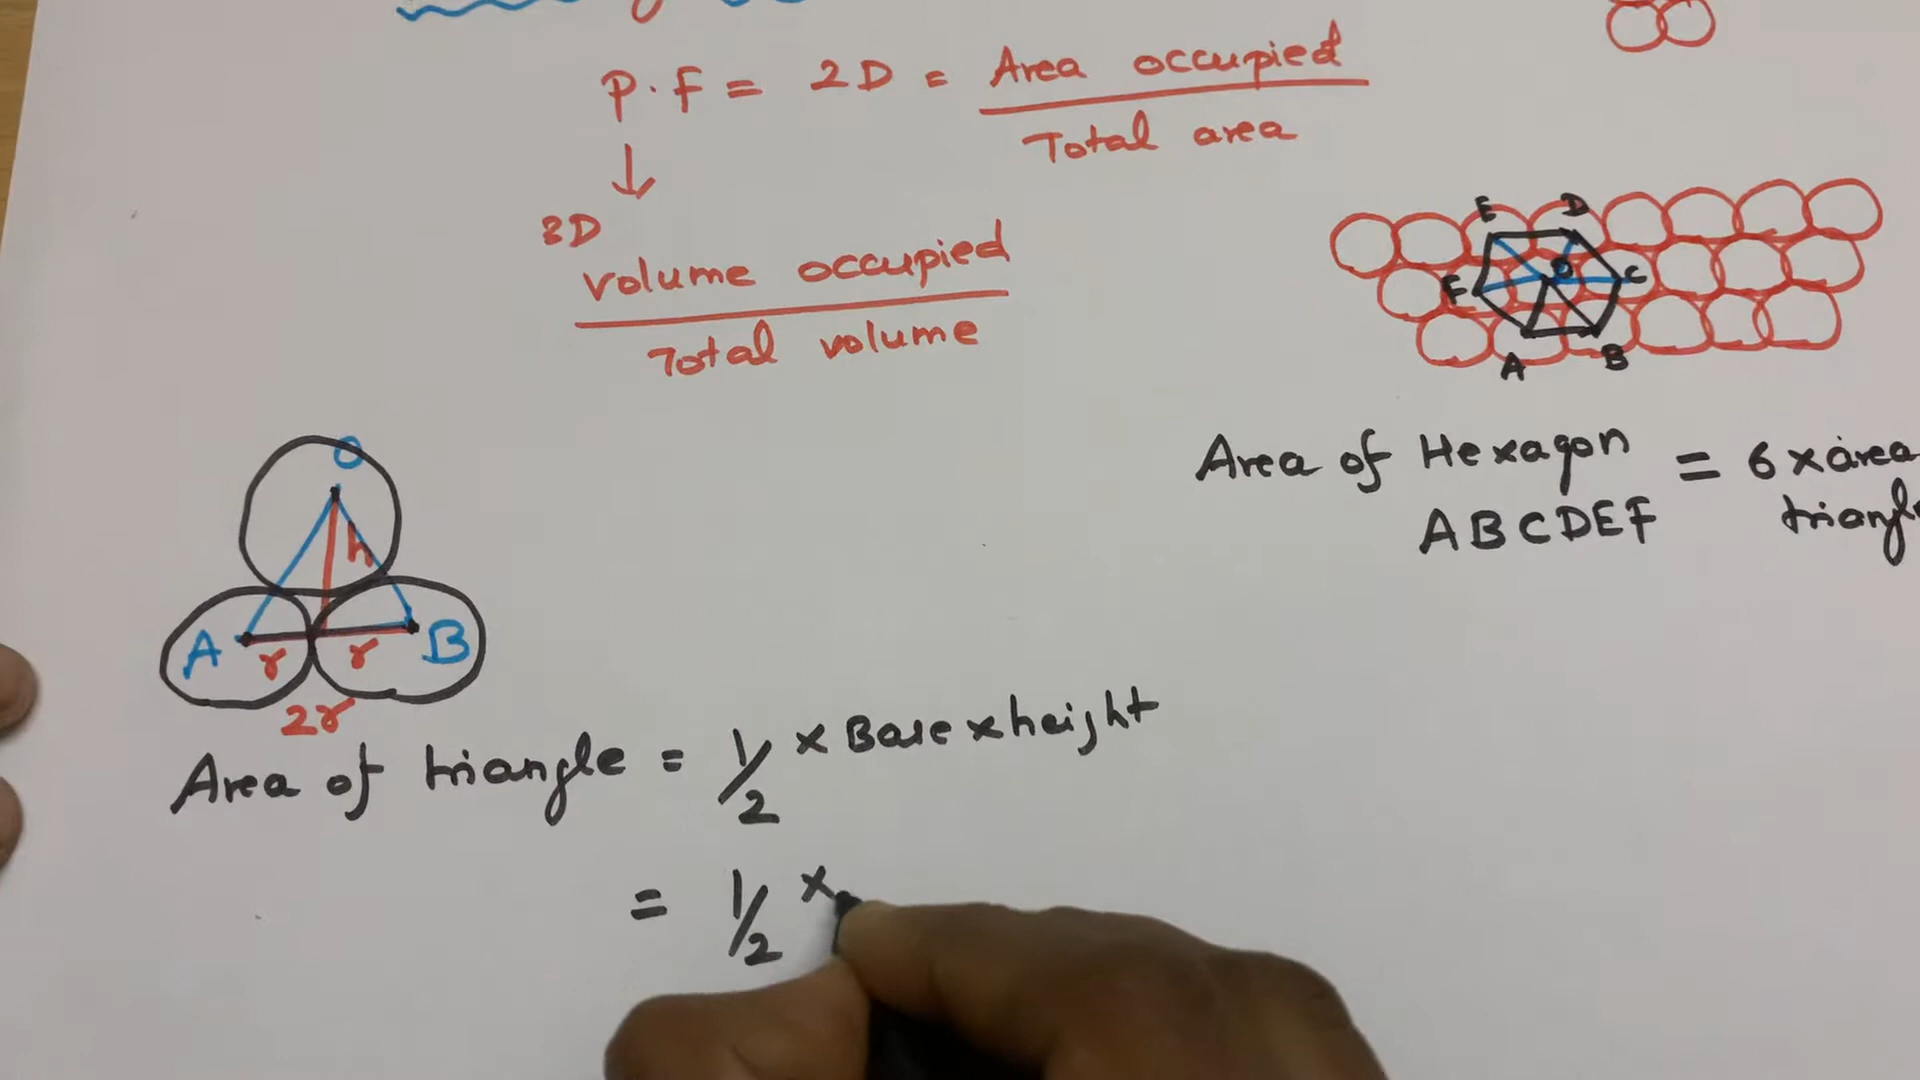 P.F = 2D = Area occupied
Total area
↓
3D
volume occupied
Total volume
E D
F O C
A B
Area of Hexagon = 6 x area
ABCDEF triangle
O
h
A r r B
2r
Area of triangle = 1/2 x Base x height
= 1/2 x